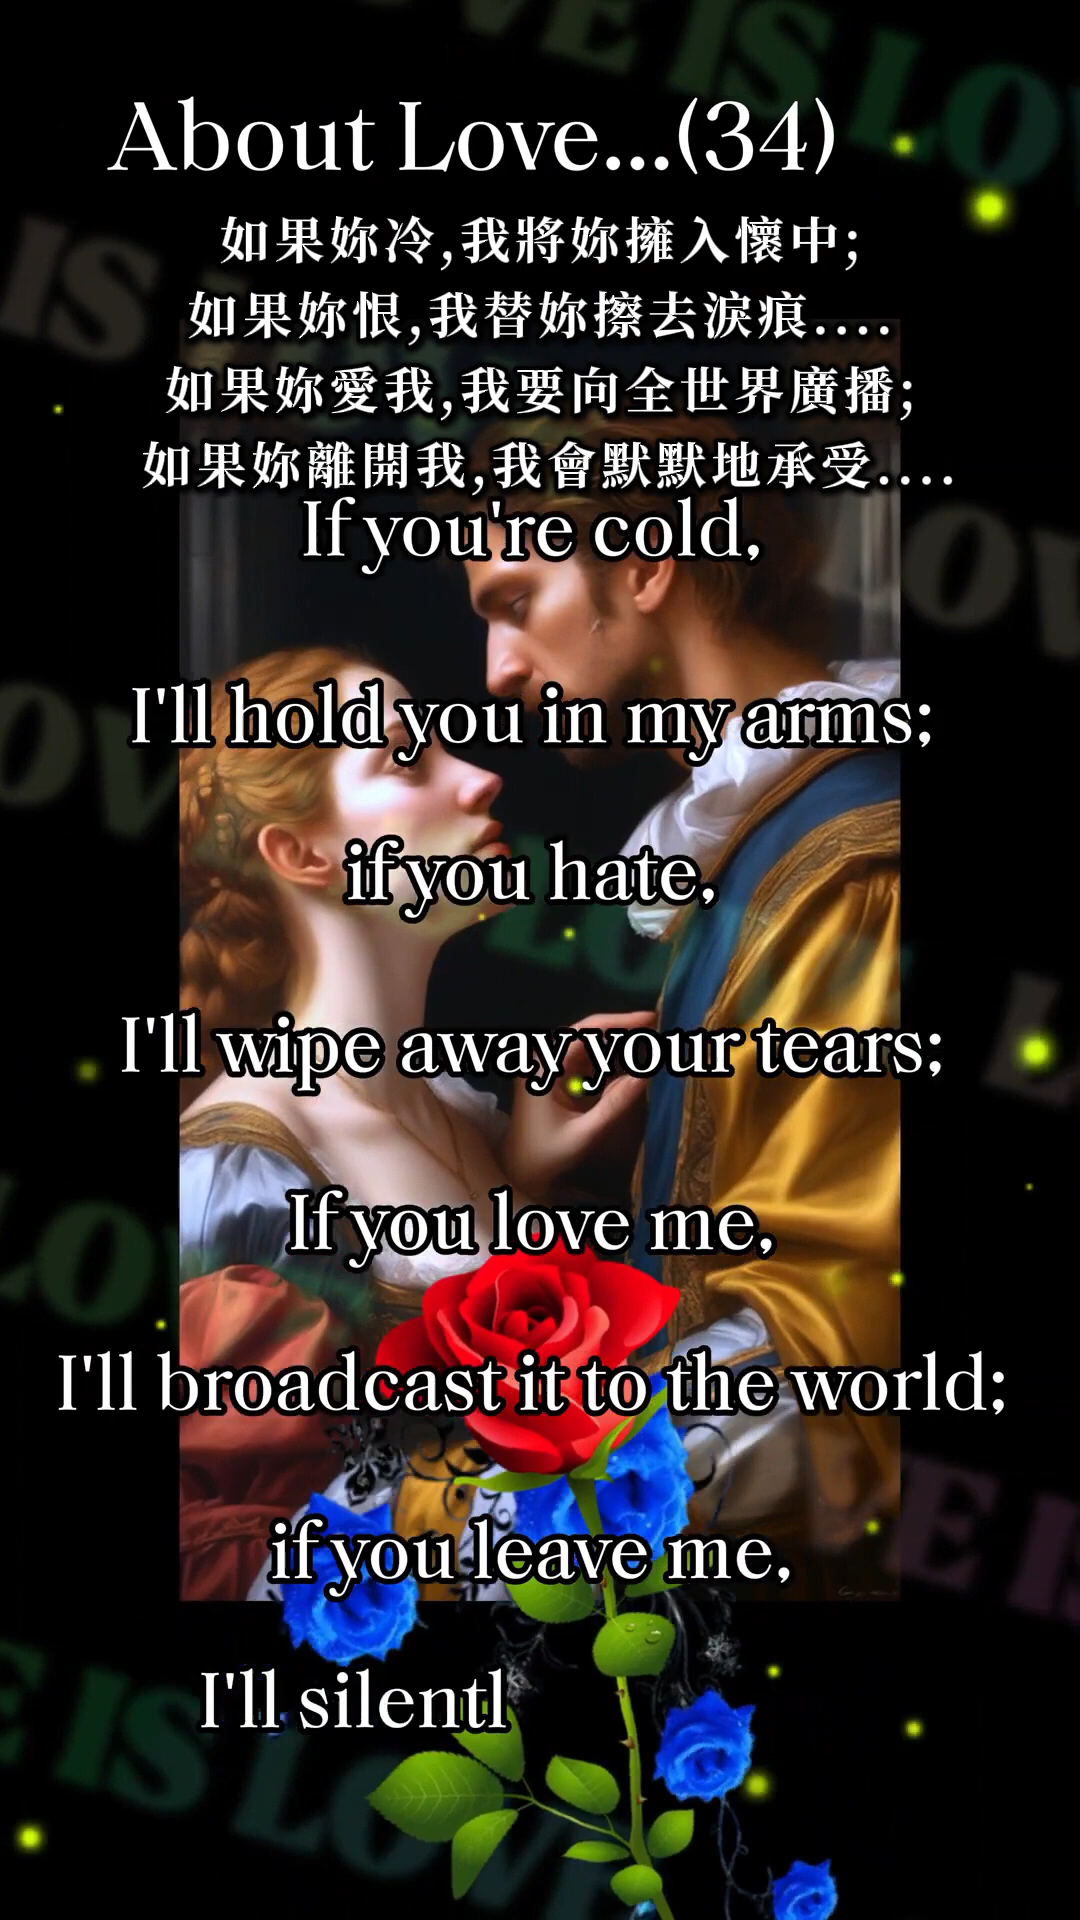 About Love...(34)
如果妳冷,我將妳擁入懷中;
如果妳恨,我替妳擦去淚痕....
如果妳愛我,我要向全世界廣播;
如果妳離開我,我會默默地承受....
If you're cold,
I'll hold you in my arms;
if you hate,
I'll wipe away your tears;
If you love me,
I'll broadcast it to the world;
if you leave me,
I'll silentl